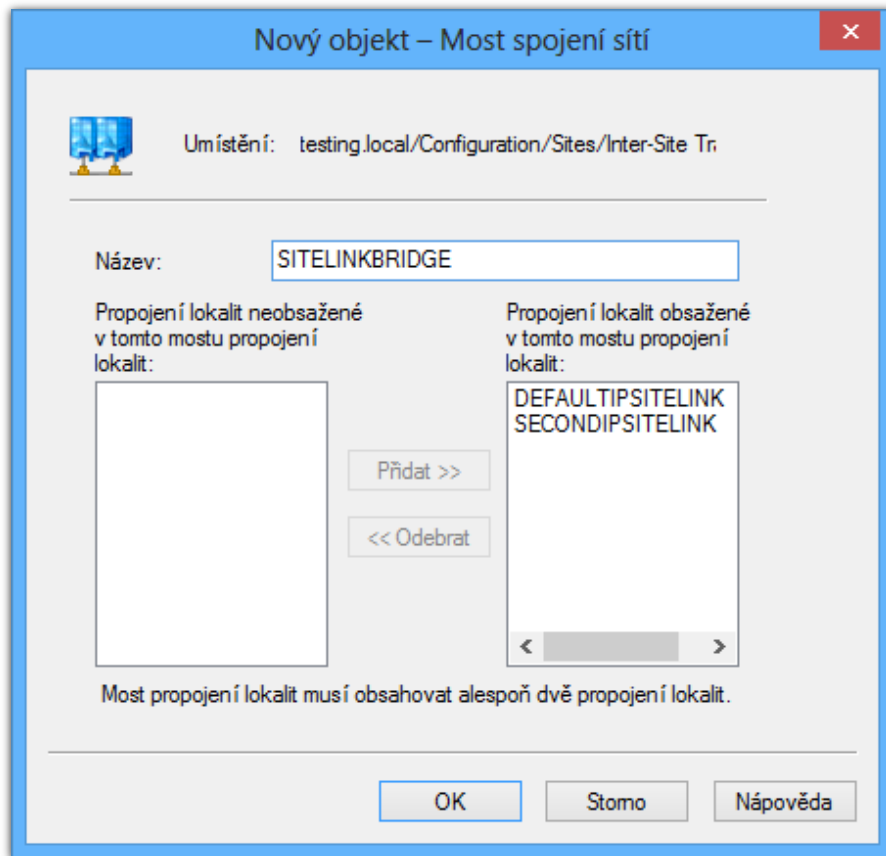 Nový objekt – Most spojení sítí
Umístění: testing.local/Configuration/Sites/Inter-Site
Název: SITELINKBRIDGE
Propojení lokalit neobsažené
v tomto mostu propojení
lokalit:
Propojení lokalit obsažené
v tomto mostu propojení
lokalit:
DEFAULTIPSITELINK
SECONDIPSITELINK
Přidat >>
<< Odebrat
Most propojení lokalit musí obsahovat alespoň dvě propojení lokalit.
OK Storno Nápověda